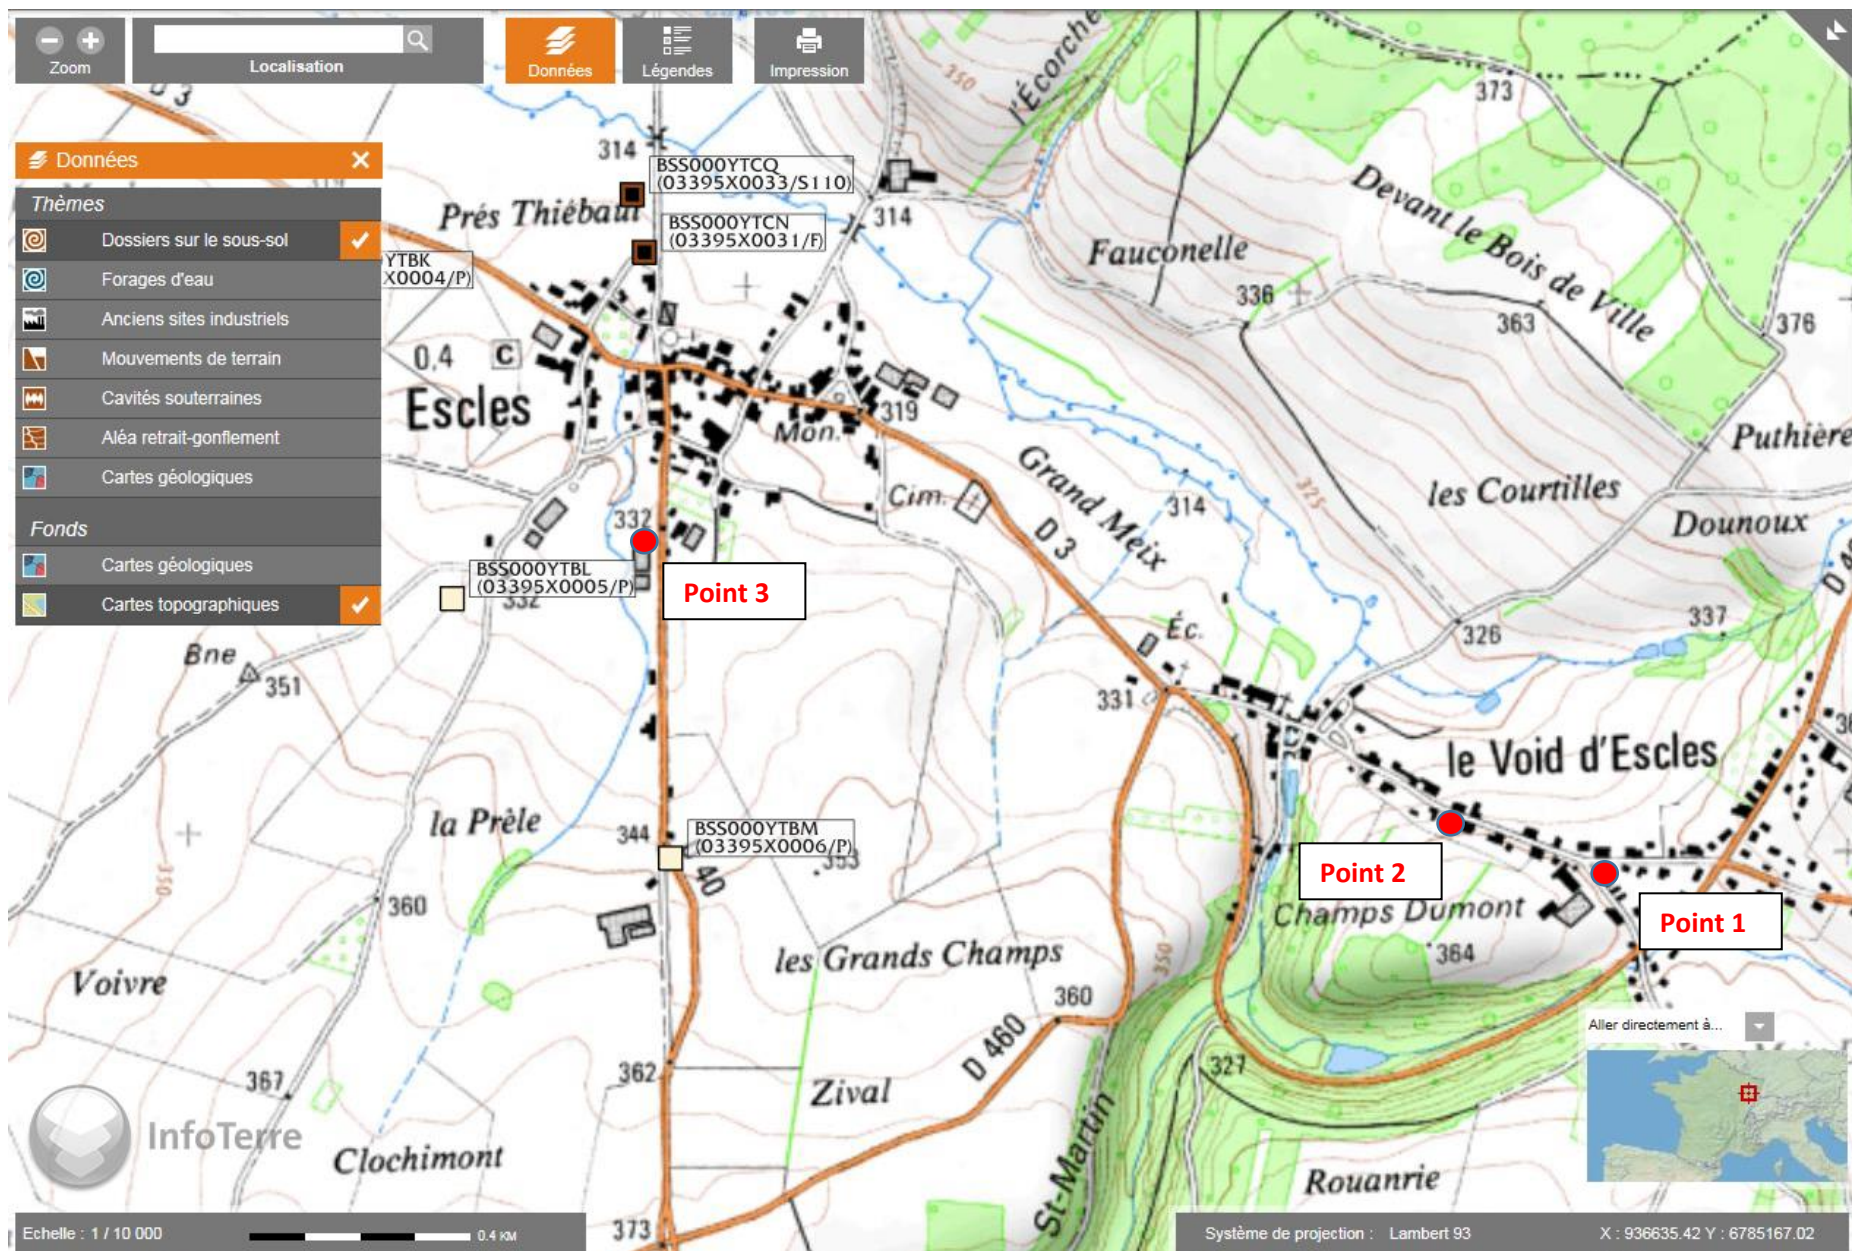 l'Écorche
Zoom
Localisation
Données
Légendes
Impression
D 3
350
373
314
BSS000YTCQ
(03395X0033/S110)
Données
Thèmes
Dossiers sur le sous-sol
Forages d'eau
Anciens sites industriels
Mouvements de terrain
Cavités souterraines
Aléa retrait-gonflement
Cartes géologiques
Fonds
Cartes géologiques
Cartes topographiques
Prés Thiébaut
BSS000YTCN
(03395X0031/F)
314
Devant le Bois de Ville
Fauconelle
YTBK
X0004/P)
336
363
376
0,4
C
Escles
319
Mon.
Puthière
Cim.
Grand Meix
325
314
les Courtilles
Dounoux
332
D 3
BSS000YTBL
(03395X0005/P)
332
Point 3
Éc.
326
337
Bne
351
331
le Void d'Escles
la Prêle
344
BSS000YTBM
(03395X0006/P)
353
40
350
360
Point 2
Champs Dumont
Point 1
364
350
les Grands Champs
Voivre
360
D 460
Aller directement à...
327
362
367
Zival
InfoTerre
Clochimont
St-Martin
Rouanrie
Echelle : 1 / 10 000
0.4 KM
373
Système de projection : Lambert 93
X : 936635.42 Y : 6785167.02